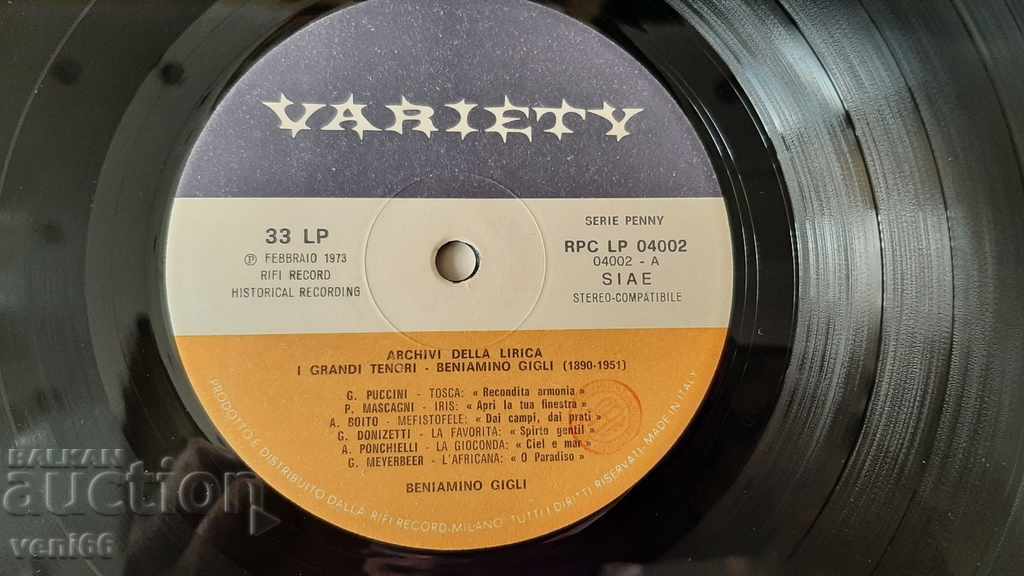 VARIETY
33 LP
Ⓟ FEBBRAIO 1973
RIFI RECORD
HISTORICAL RECORDING
SERIE PENNY
RPC LP 04002
04002 - A
SIAE
STEREO-COMPATIBILE
ARCHIVI DELLA LIRICA
I GRANDI TENORI - BENIAMINO GIGLI (1890-1951)
G. PUCCINI - TOSCA: « Recondita armonia »
P. MASCAGNI - IRIS: « Apri la tua finestra »
A. BOITO - MEFISTOFELE: « Dai campi, dai prati »
G. DONIZETTI - LA FAVORITA: « Spirto gentil »
A. PONCHIELLI - LA GIOCONDA: « Ciel e mar »
G. MEYERBEER - L'AFRICANA: « O Paradiso »
BENIAMINO GIGLI
PRODOTTO E DISTRIBUITO DALLA RIFI RECORD-MILANO TUTTI I DIRITTI RISERVATI-MADE IN ITALY
BALKAN
auction
veni66